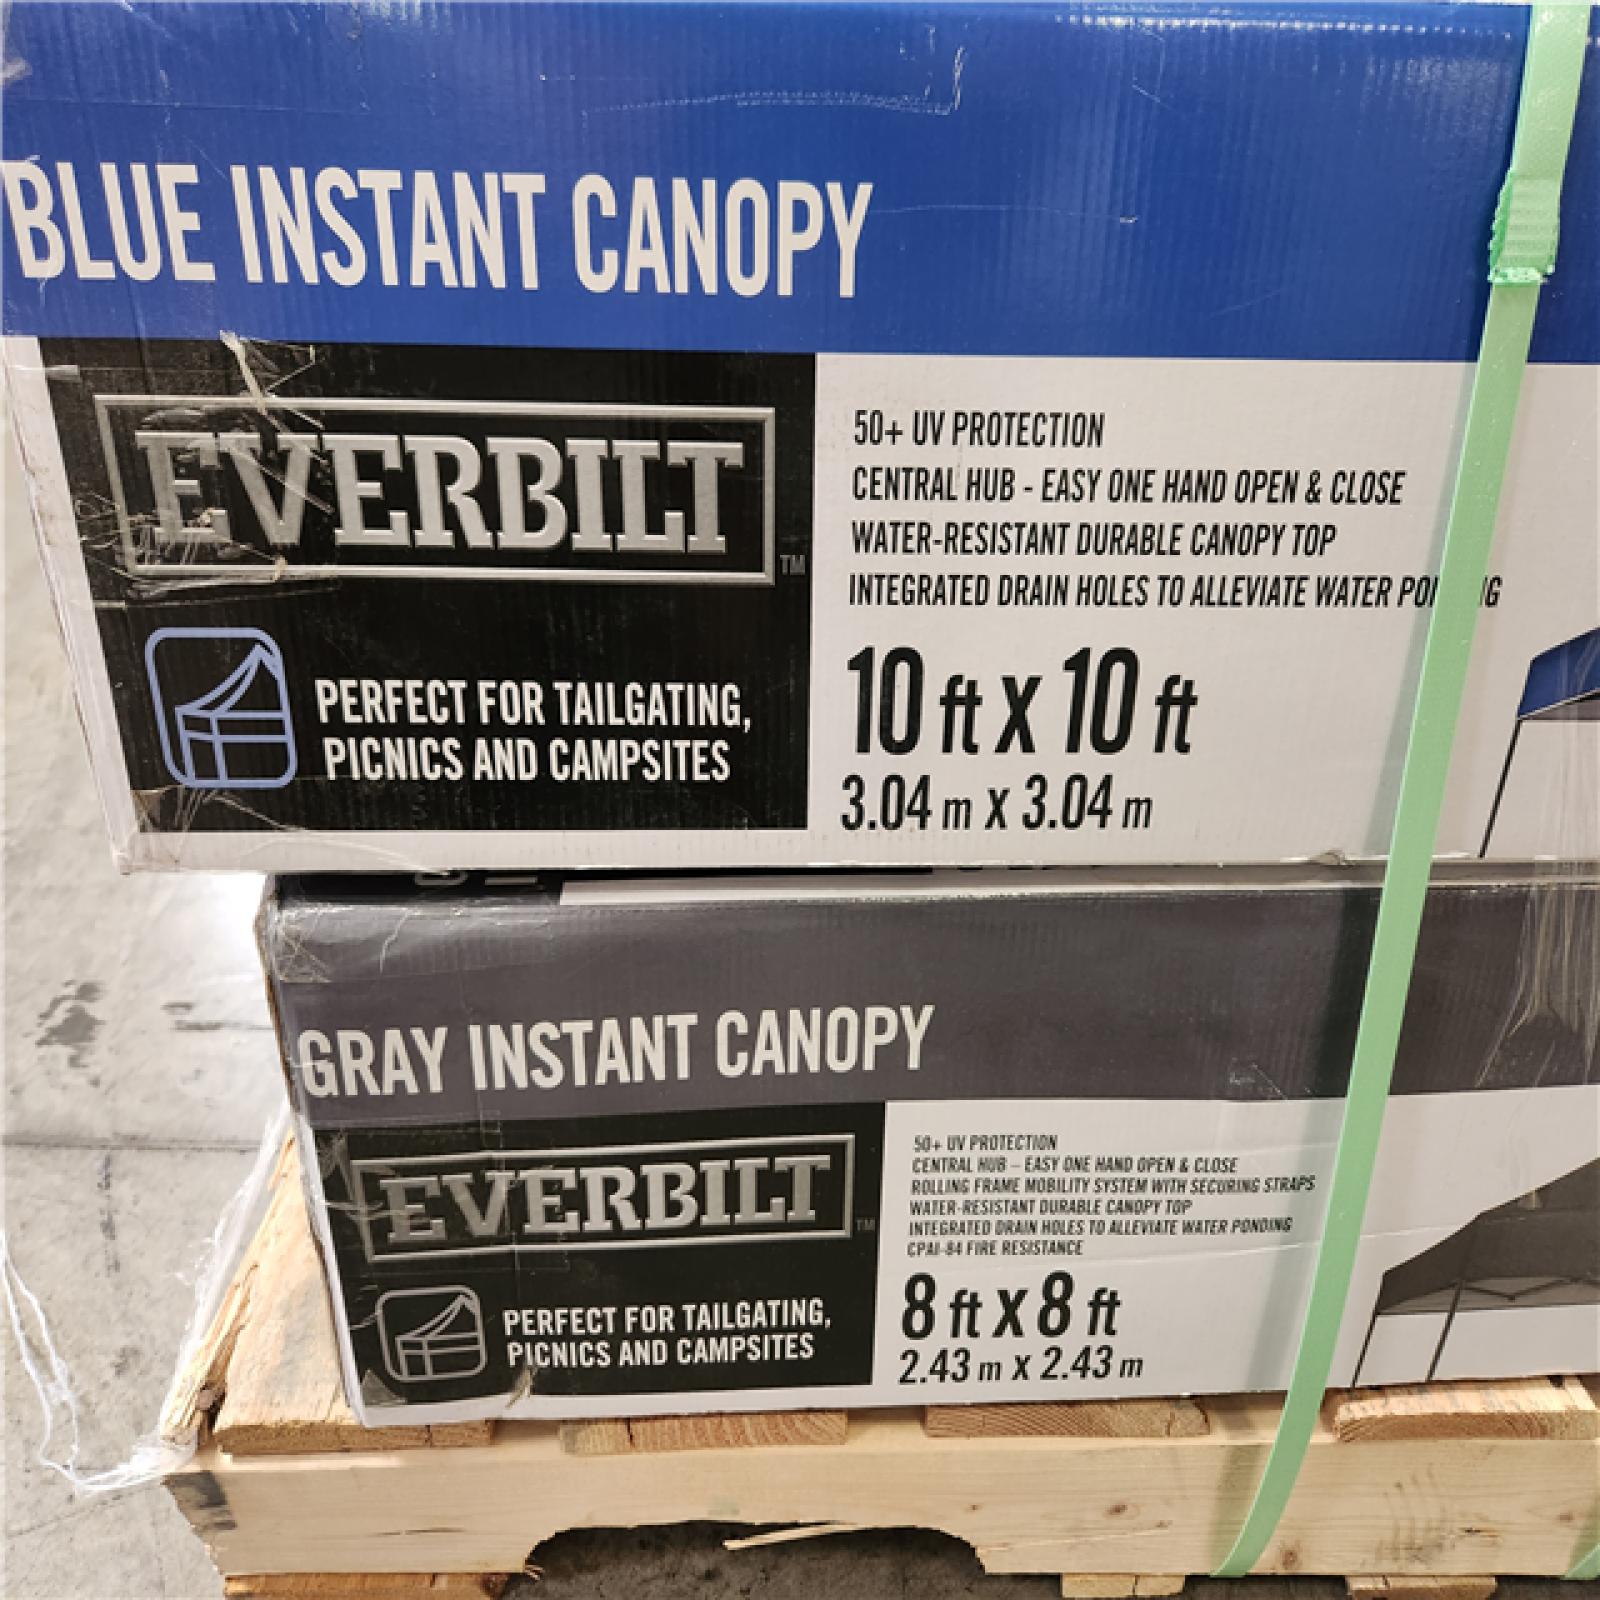 BLUE INSTANT CANOPY
EVERBILT
TM
PERFECT FOR TAILGATING,
PICNICS AND CAMPSITES
50+ UV PROTECTION
CENTRAL HUB - EASY ONE HAND OPEN & CLOSE
WATER-RESISTANT DURABLE CANOPY TOP
INTEGRATED DRAIN HOLES TO ALLEVIATE WATER
10 ft x 10 ft
3.04 m x 3.04 m
GRAY INSTANT CANOPY
EVERBILT
TM
PERFECT FOR TAILGATING,
PICNICS AND CAMPSITES
50+ UV PROTECTION
CENTRAL HUB – EASY ONE HAND OPEN & CLOSE
ROLLING FRAME MOBILITY SYSTEM WITH SECURING STRAPS
WATER-RESISTANT DURABLE CANOPY TOP
INTEGRATED DRAIN HOLES TO ALLEVIATE WATER PONDING
CPAI-84 FIRE RESISTANCE
8 ft x 8 ft
2.43 m x 2.43 m